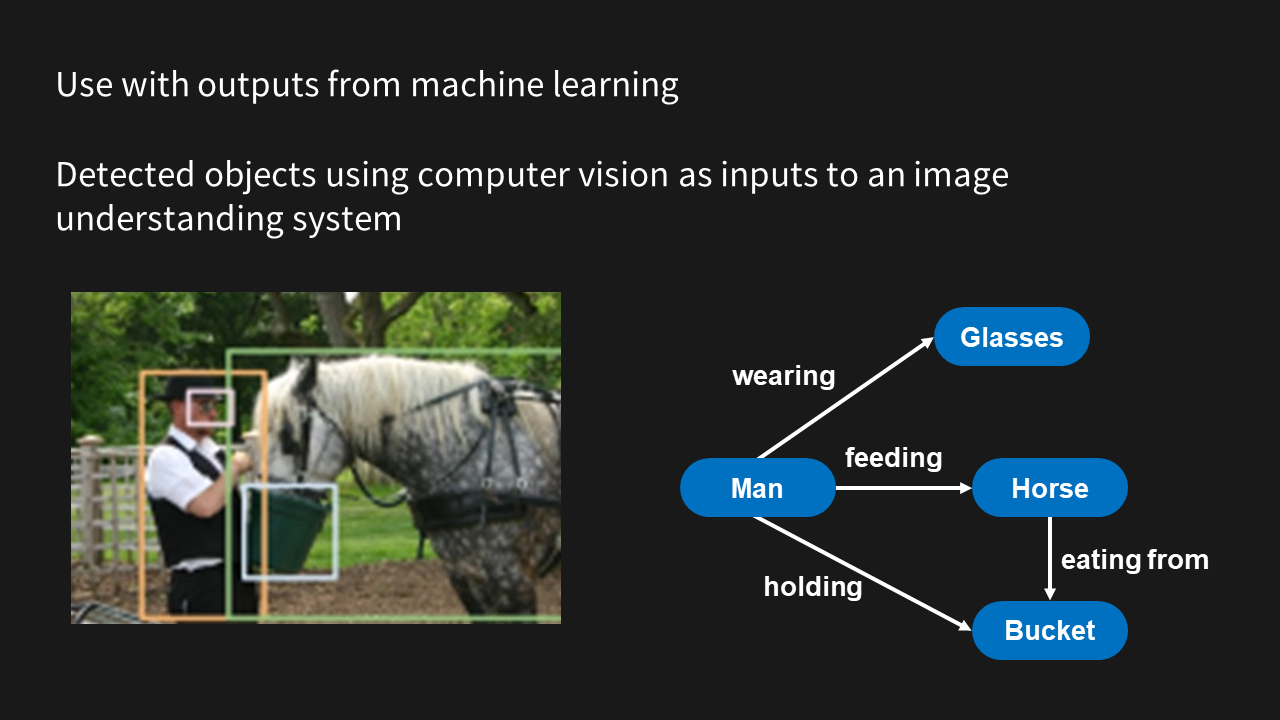 Use with outputs from machine learning
Detected objects using computer vision as inputs to an image
understanding system
Glasses
wearing
feeding
Man
Horse
eating from
holding
Bucket